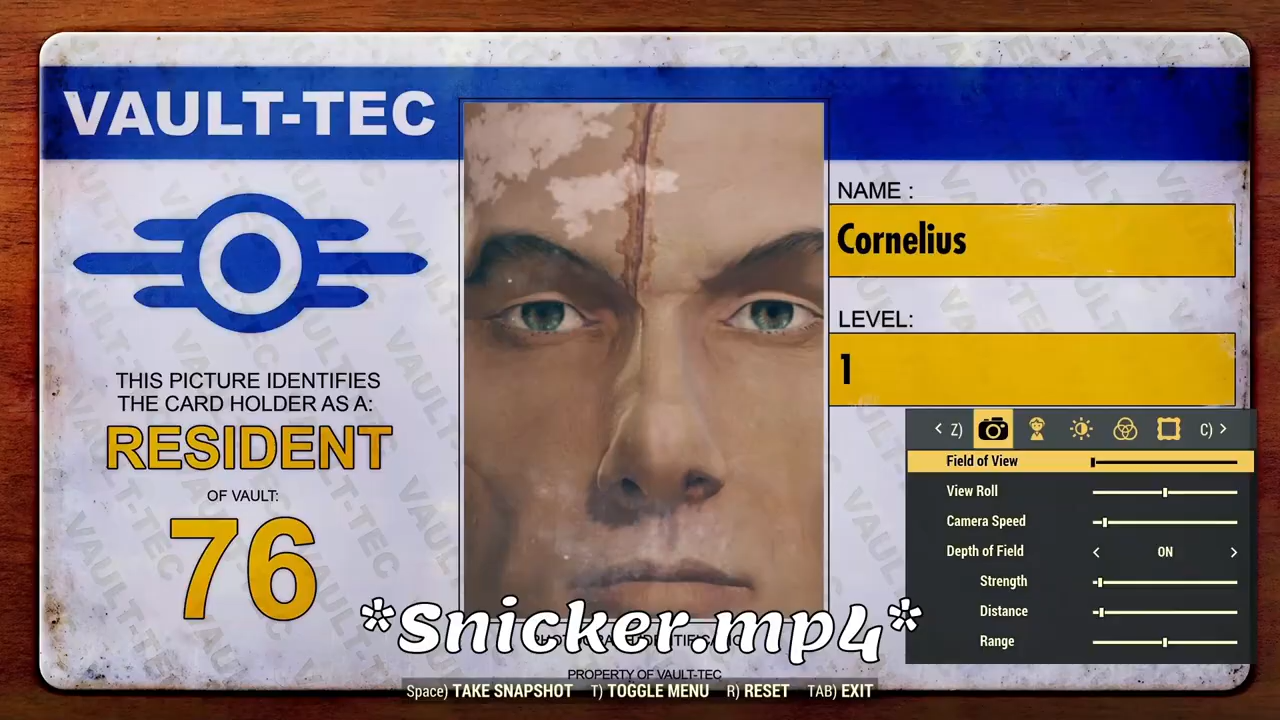 VAULT-TEC
THIS PICTURE IDENTIFIES
THE CARD HOLDER AS A:
RESIDENT
OF VAULT:
76
NAME :
Cornelius
LEVEL:
1
Z)
C)
Field of View
View Roll
Camera Speed
Depth of Field ON
Strength
Distance
Range
*Snicker.mp4*
PROPERTY OF VAULT-TEC
Space) TAKE SNAPSHOT T) TOGGLE MENU R) RESET TAB) EXIT